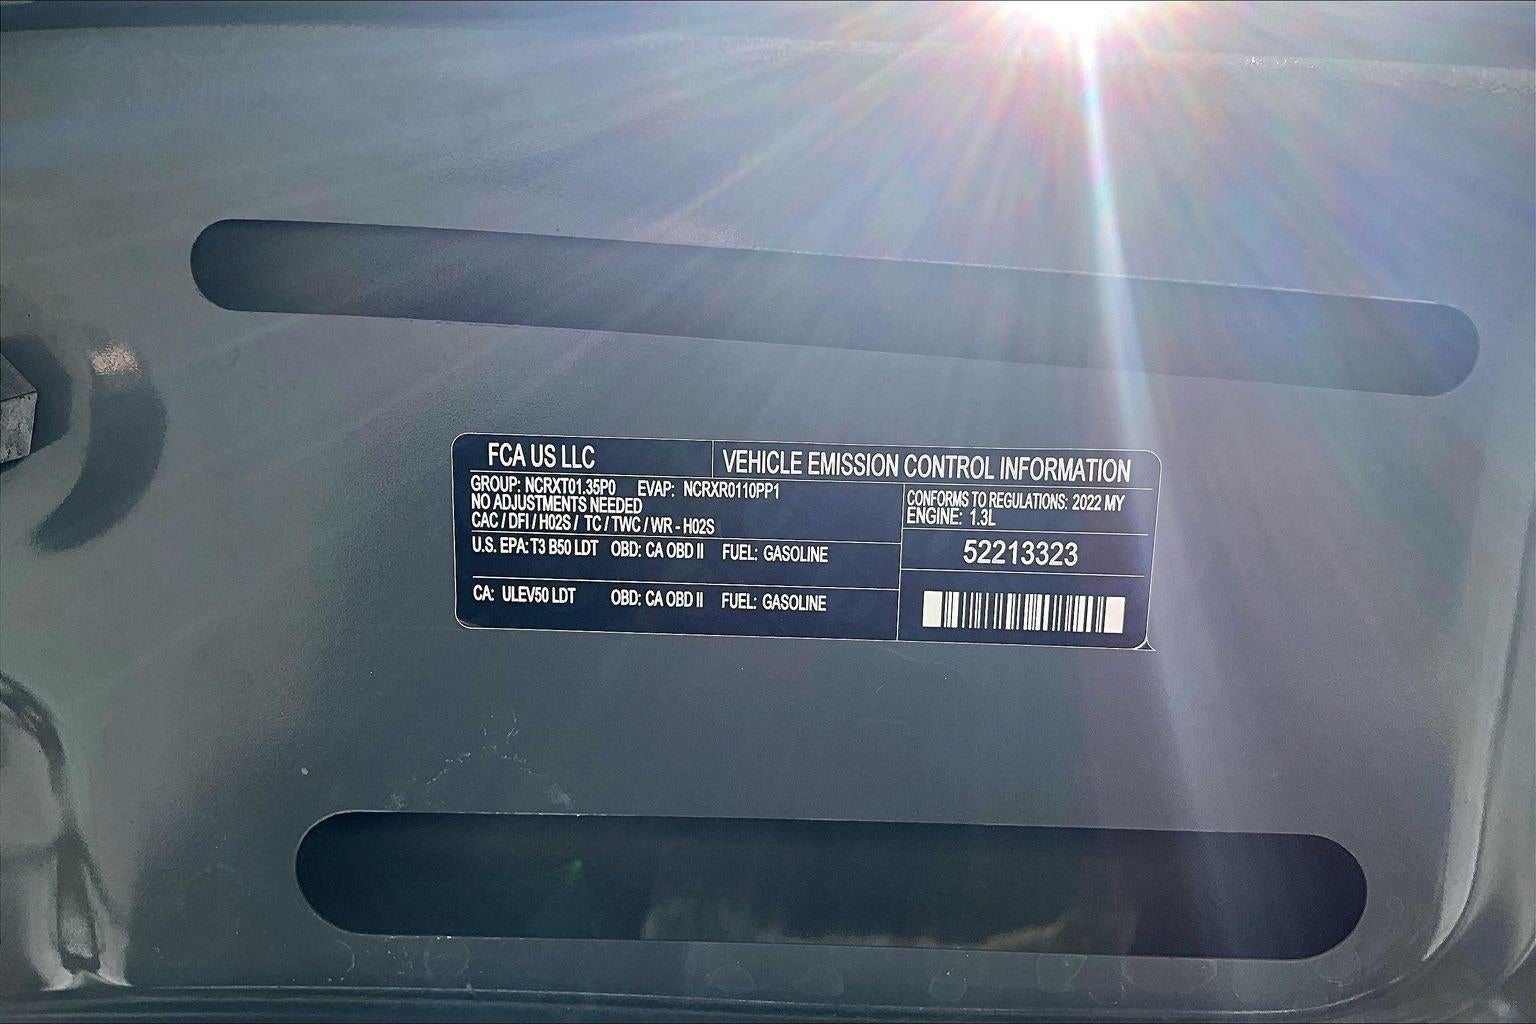 FCA US LLC
VEHICLE EMISSION CONTROL INFORMATION
GROUP: NCRXT01.35P0 EVAP: NCRXR0110PP1
NO ADJUSTMENTS NEEDED
CAC / DFI / H02S / TC / TWC / WR - H02S
CONFORMS TO REGULATIONS: 2022 MY
ENGINE: 1.3L
U.S. EPA: T3 B50 LDT OBD: CA OBD II FUEL: GASOLINE
52213323
CA: ULEV50 LDT OBD: CA OBD II FUEL: GASOLINE